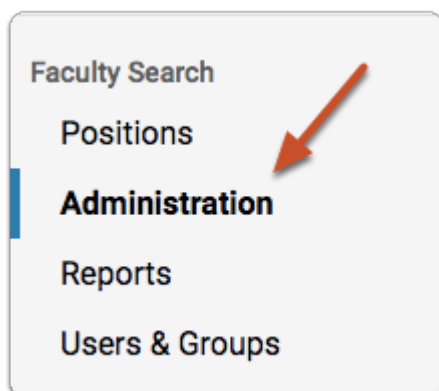 Faculty Search
Positions
Administration
Reports
Users & Groups